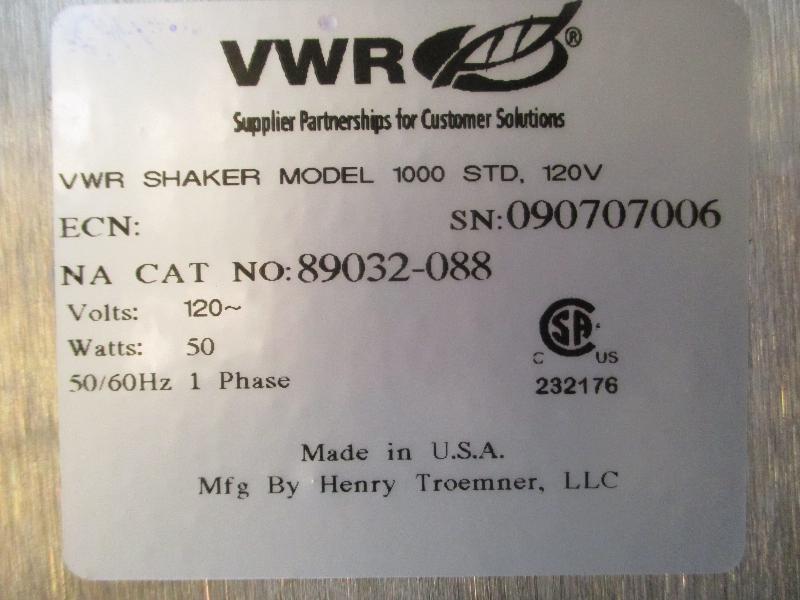 VWR®
Supplier Partnerships for Customer Solutions
VWR SHAKER MODEL 1000 STD, 120V
ECN: SN:090707006
NA CAT NO:89032-088
Volts: 120~
Watts: 50
50/60Hz 1 Phase
CSA
C US
232176
Made in U.S.A.
Mfg By Henry Troemner, LLC